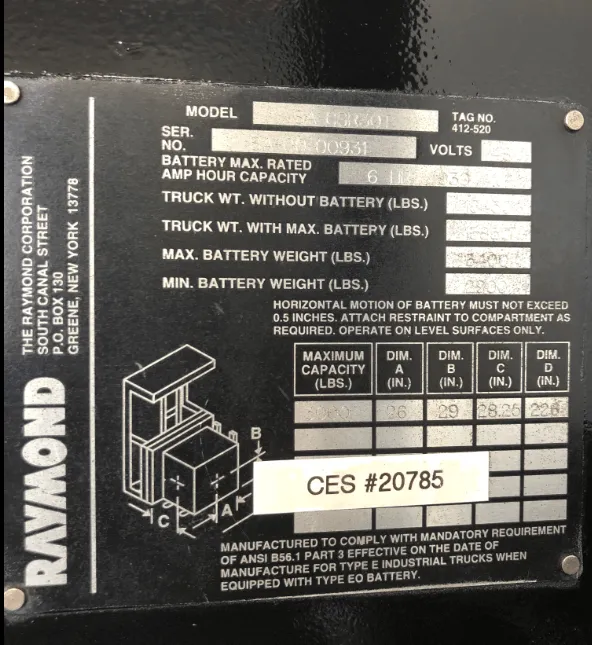 MODEL
TAG NO.
412-520
SER.
NO. 00931 VOLTS
BATTERY MAX. RATED
AMP HOUR CAPACITY 6
TRUCK WT. WITHOUT BATTERY (LBS.)
TRUCK WT. WITH MAX. BATTERY (LBS.)
MAX. BATTERY WEIGHT (LBS.)
MIN. BATTERY WEIGHT (LBS.)
HORIZONTAL MOTION OF BATTERY MUST NOT EXCEED
0.5 INCHES. ATTACH RESTRAINT TO COMPARTMENT AS
REQUIRED. OPERATE ON LEVEL SURFACES ONLY.
MAXIMUM CAPACITY (LBS.) DIM. A (IN.) DIM. B (IN.) DIM. C (IN.) DIM. D (IN.)
26 29 28.25 226
B
A
C
CES #20785
MANUFACTURED TO COMPLY WITH MANDATORY REQUIREMENT
OF ANSI B56.1 PART 3 EFFECTIVE ON THE DATE OF
MANUFACTURE FOR TYPE E INDUSTRIAL TRUCKS WHEN
EQUIPPED WITH TYPE EO BATTERY.
RAYMOND
THE RAYMOND CORPORATION
SOUTH CANAL STREET
P.O. BOX 130
GREENE, NEW YORK 13778